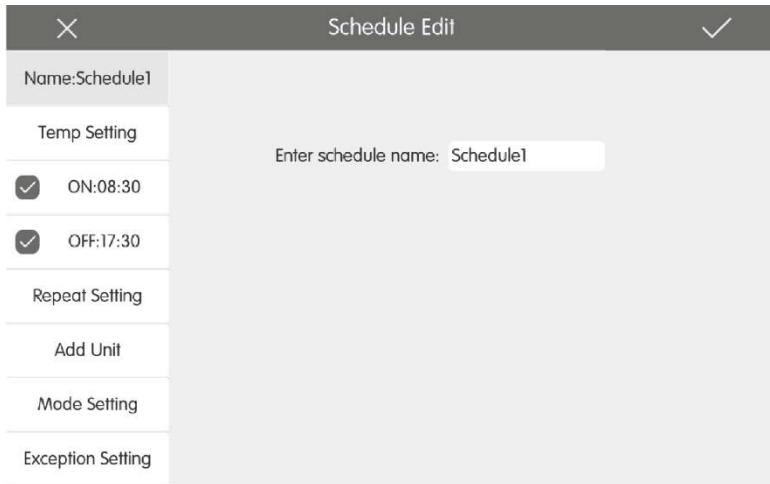 Schedule Edit
Name:Schedule1
Temp Setting
Enter schedule name: Schedule1
ON:08:30
OFF:17:30
Repeat Setting
Add Unit
Mode Setting
Exception Setting